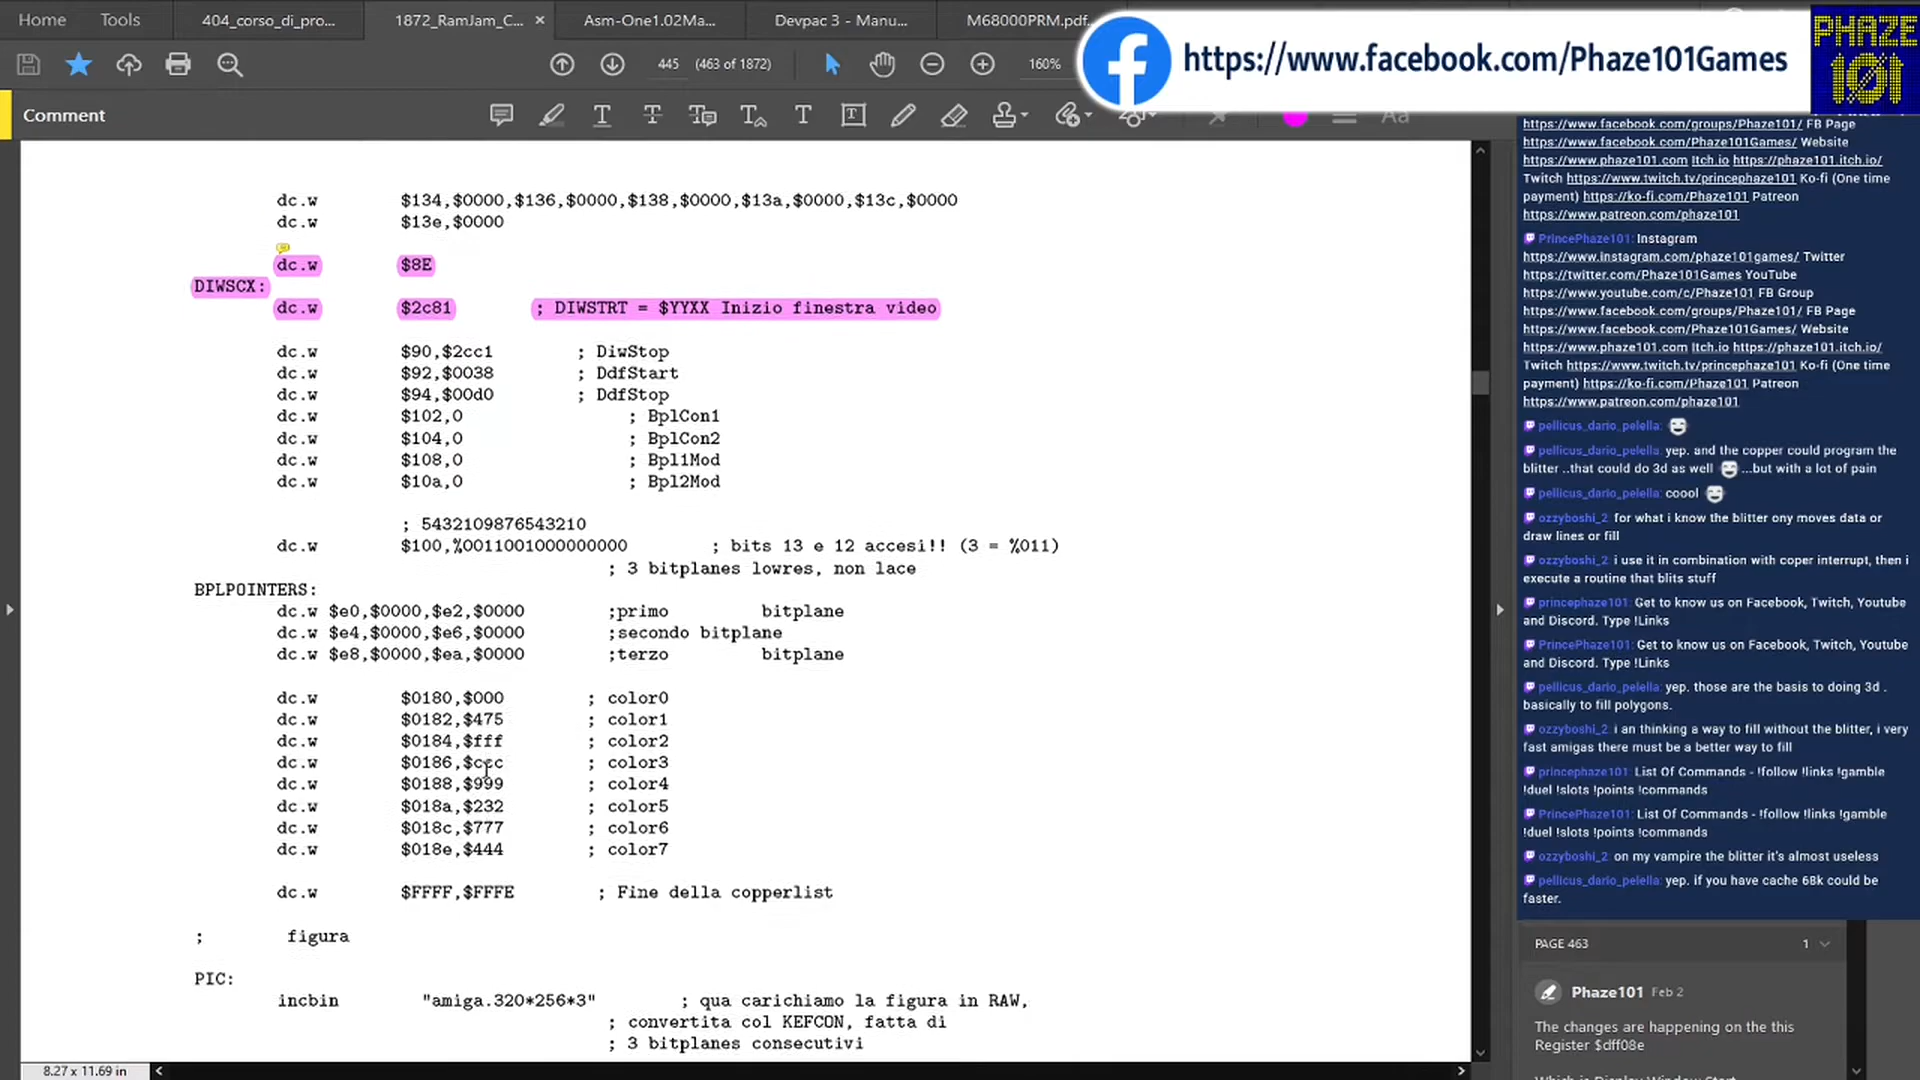 Home
Tools
404_corso_di_pro...
1872_RamJam_C...
Asm-One1.02Ma...
Devpac 3 - Manu...
M68000PRM.pdf...
https://www.facebook.com/Phaze101Games
PHAZE
101
445
(463 of 1872)
160%
Comment
Aa
dc.w $134,$0000,$136,$0000,$138,$0000,$13a,$0000,$13c,$0000
dc.w $13e,$0000
dc.w $8E
DIWSCX:
dc.w $2c81 ; DIWSTRT = $YYXX Inizio finestra video
dc.w $90,$2cc1 ; DiwStop
dc.w $92,$0038 ; DdfStart
dc.w $94,$00d0 ; DdfStop
dc.w $102,0 ; BplCon1
dc.w $104,0 ; BplCon2
dc.w $108,0 ; Bpl1Mod
dc.w $10a,0 ; Bpl2Mod
; 5432109876543210
dc.w $100,%0011001000000000 ; bits 13 e 12 accesi!! (3 = %011)
; 3 bitplanes lowres, non lace
BPLPOINTERS:
dc.w $e0,$0000,$e2,$0000 ;primo bitplane
dc.w $e4,$0000,$e6,$0000 ;secondo bitplane
dc.w $e8,$0000,$ea,$0000 ;terzo bitplane
dc.w $0180,$000 ; color0
dc.w $0182,$475 ; color1
dc.w $0184,$fff ; color2
dc.w $0186,$ccc ; color3
dc.w $0188,$999 ; color4
dc.w $018a,$232 ; color5
dc.w $018c,$777 ; color6
dc.w $018e,$444 ; color7
dc.w $FFFF,$FFFE ; Fine della copperlist
; figura
PIC:
incbin "amiga.320*256*3" ; qua carichiamo la figura in RAW,
; convertita col KEFCON, fatta di
; 3 bitplanes consecutivi
8.27 x 11.69 in
https://www.facebook.com/groups/Phaze101/ FB Page
https://www.facebook.com/Phaze101Games/ Website
https://www.phaze101.com Itch.io https://phaze101.itch.io/
Twitch https://www.twitch.tv/princephaze101 Ko-fi (One time
payment) https://ko-fi.com/Phaze101 Patreon
https://www.patreon.com/phaze101
PrincePhaze101: Instagram
https://www.instagram.com/phaze101games/ Twitter
https://twitter.com/Phaze101Games YouTube
https://www.youtube.com/c/Phaze101 FB Group
https://www.facebook.com/groups/Phaze101/ FB Page
https://www.facebook.com/Phaze101Games/ Website
https://www.phaze101.com Itch.io https://phaze101.itch.io/
Twitch https://www.twitch.tv/princephaze101 Ko-fi (One time
payment) https://ko-fi.com/Phaze101 Patreon
https://www.patreon.com/phaze101
pellicus_dario_pelella:
pellicus_dario_pelella: yep. and the copper could program the
blitter ..that could do 3d as well ...but with a lot of pain
pellicus_dario_pelella: coool
ozzyboshi_2: for what i know the blitter ony moves data or
draw lines or fill
ozzyboshi_2: i use it in combination with coper interrupt, then i
execute a routine that blits stuff
princephaze101: Get to know us on Facebook, Twitch, Youtube
and Discord. Type !Links
PrincePhaze101: Get to know us on Facebook, Twitch, Youtube
and Discord. Type !Links
pellicus_dario_pelella: yep. those are the basis to doing 3d .
basically to fill polygons.
ozzyboshi_2: i an thinking a way to fill without the blitter, i very
fast amigas there must be a better way to fill
princephaze101: List Of Commands - !follow !links !gamble
!duel !slots !points !commands
PrincePhaze101: List Of Commands - !follow !links !gamble
!duel !slots !points !commands
ozzyboshi_2: on my vampire the blitter it's almost useless
pellicus_dario_pelella: yep. if you have cache 68k could be
faster.
PAGE 463
1
Phaze101 Feb 2
The changes are happening on the this
Register $dff08e
Which is Display Window Start